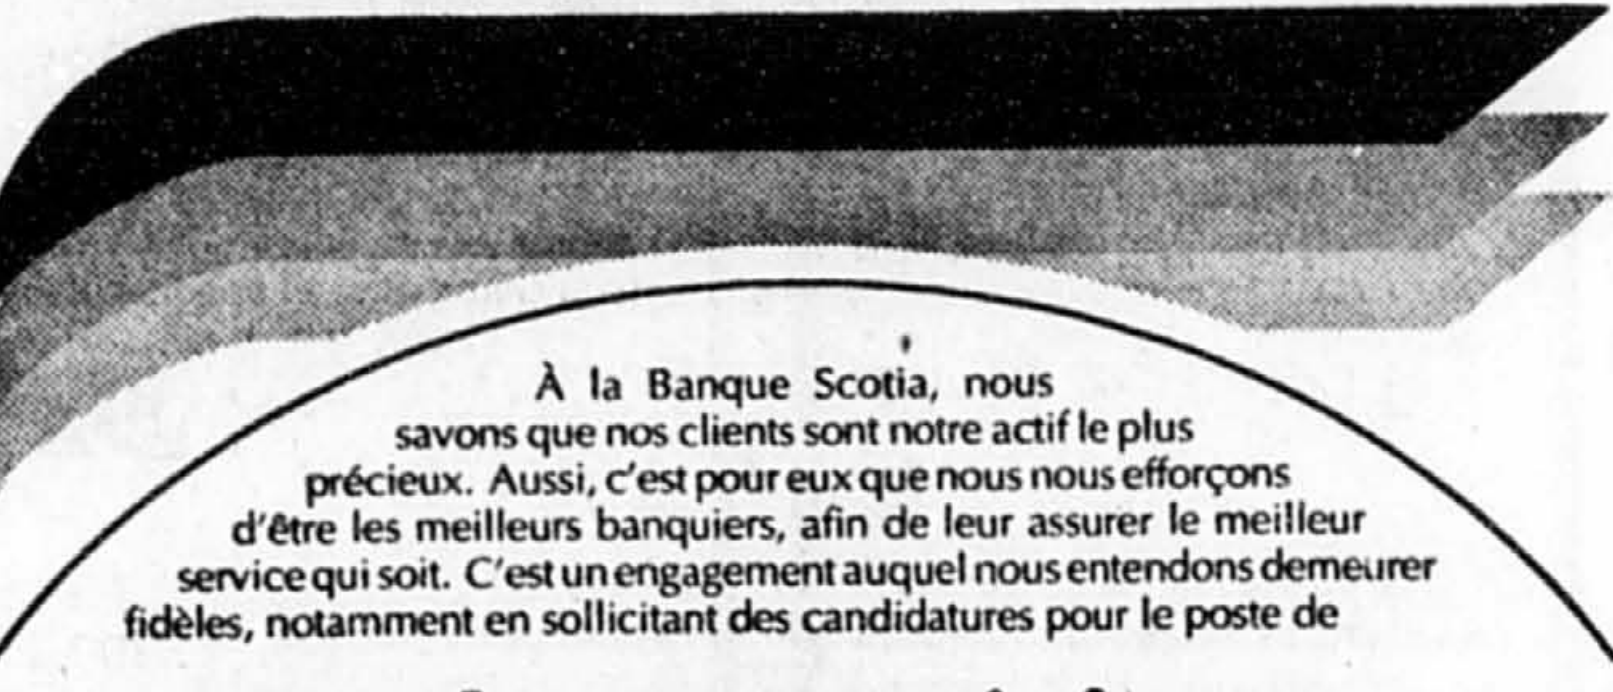 À la Banque Scotia, nous
savons que nos clients sont notre actif le plus
précieux. Aussi, c'est pour eux que nous nous efforçons
d'être les meilleurs banquiers, afin de leur assurer le meilleur
service qui soit. C'est un engagement auquel nous entendons demeurer
fidèles, notamment en sollicitant des candidatures pour le poste de